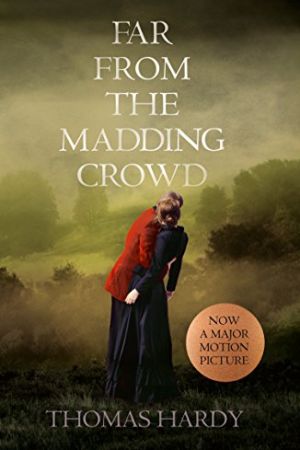 FAR
FROM
THE
MADDING
CROWD
NOW
A MAJOR
MOTION
PICTURE
THOMAS HARDY